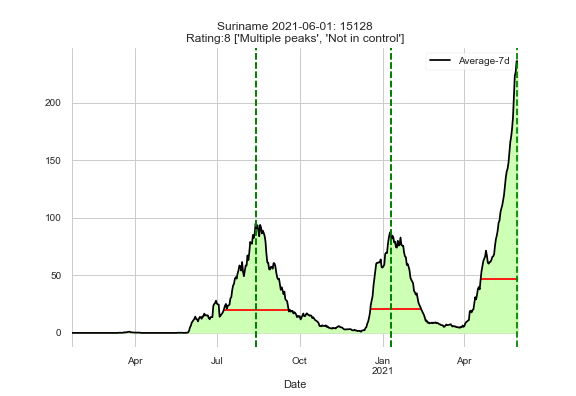 Suriname 2021-06-01: 15128
Rating:8 ['Multiple peaks', 'Not in control']
Average-7d
200
150
100
50
0
Apr
Jul
Oct
Jan
2021
Apr
Date